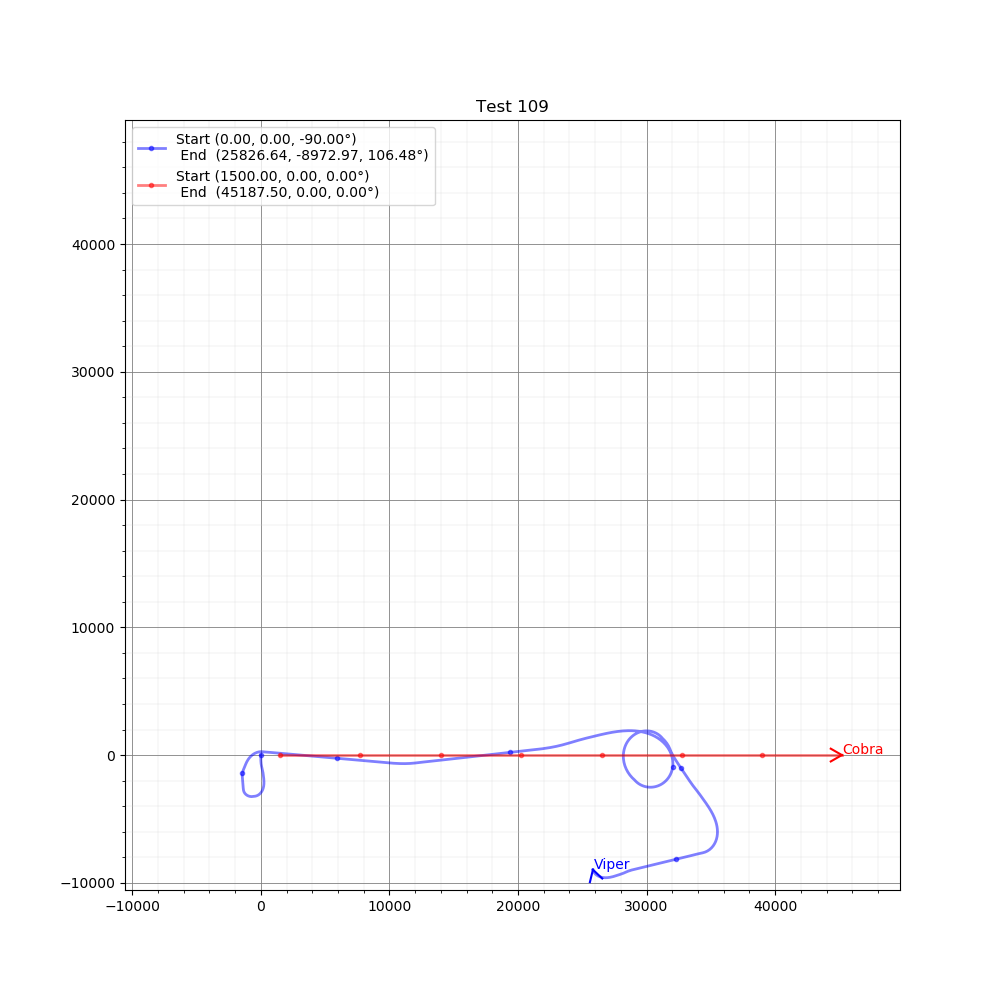 Test 109
Start (0.00, 0.00, -90.00°)
End (25826.64, -8972.97, 106.48°)
Start (1500.00, 0.00, 0.00°)
End (45187.50, 0.00, 0.00°)
40000
30000
20000
10000
0
−10000
Cobra
Viper
−10000
0
10000
20000
30000
40000